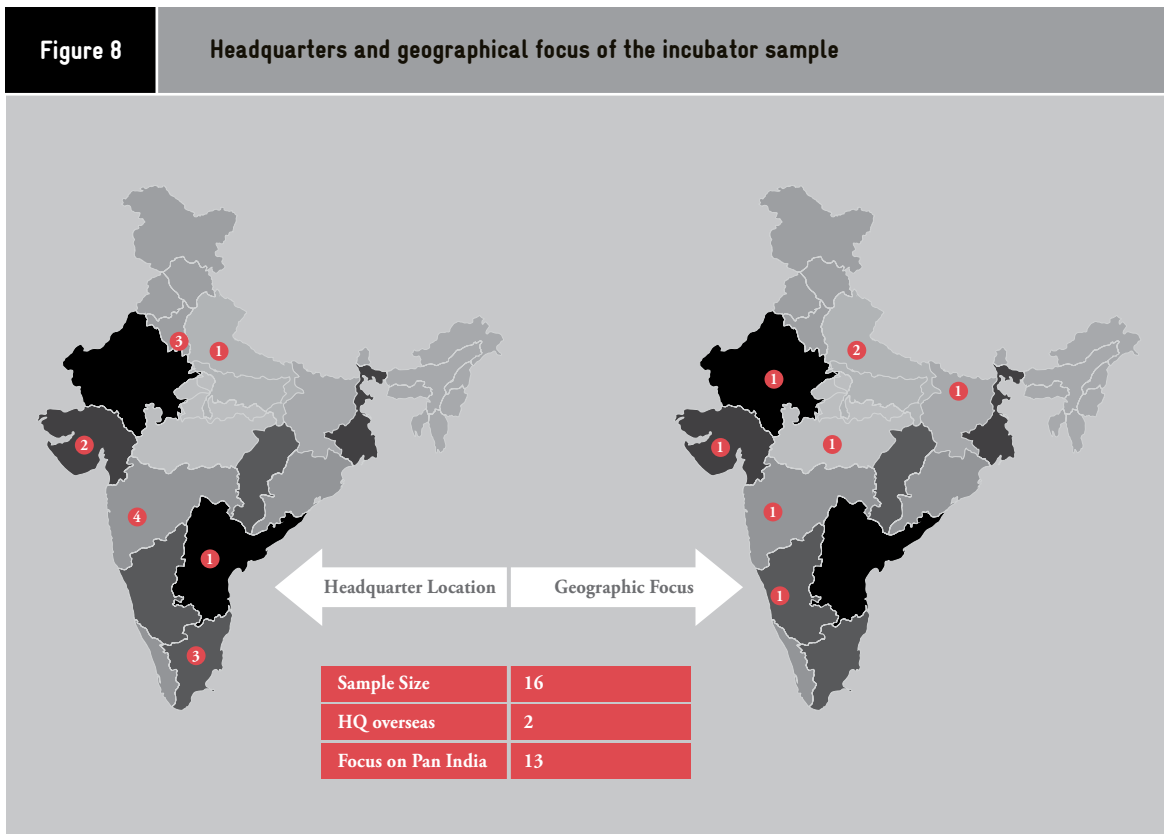 Figure 8
Headquarters and geographical focus of the incubator sample
3
1
2
4
1
3
2
1
1
1
1
1
1
Headquarter Location
Geographic Focus
Sample Size 16
HQ overseas 2
Focus on Pan India 13